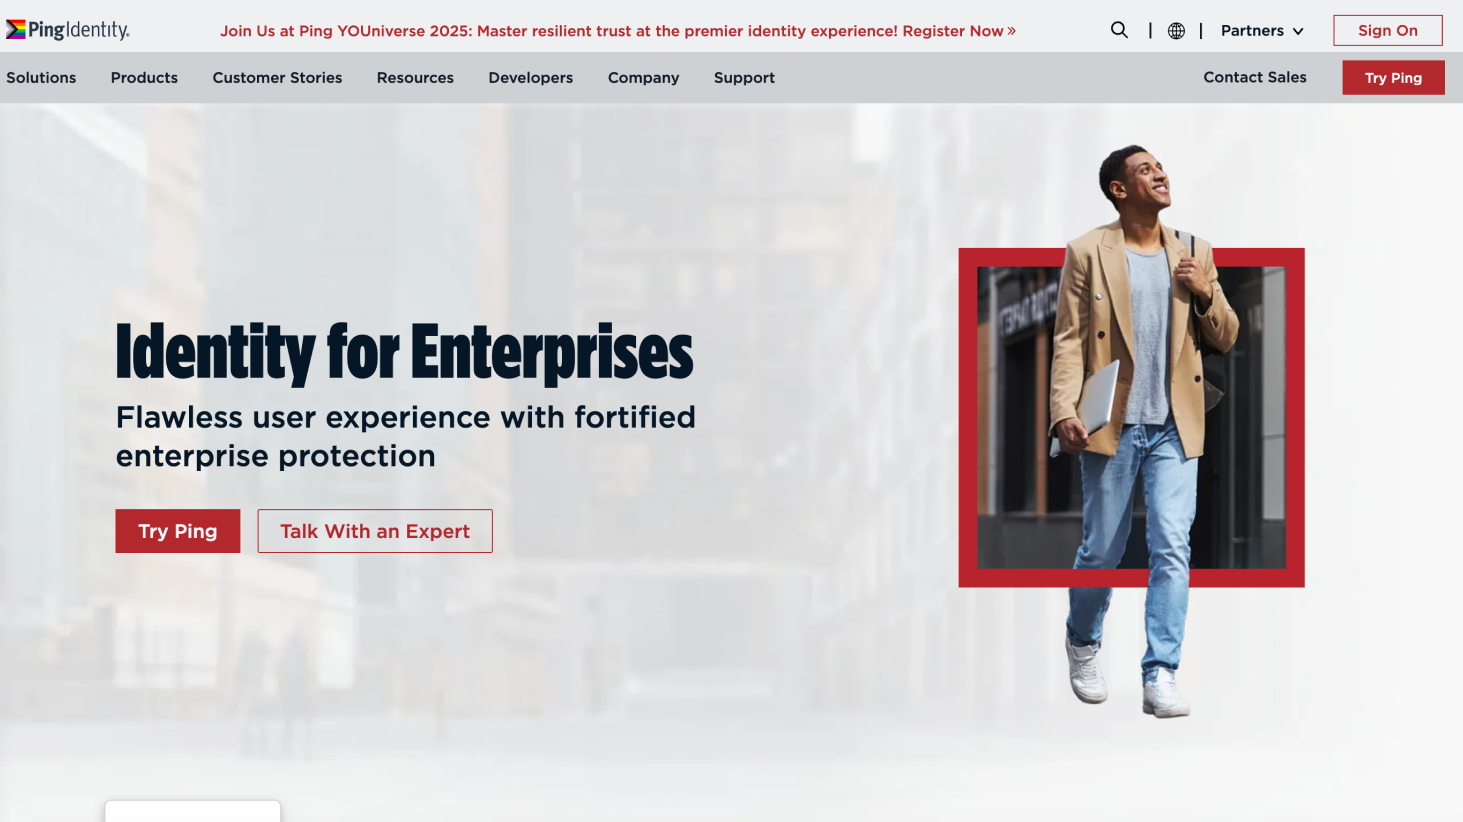 PingIdentity.
Join Us at Ping YOUniverse 2025: Master resilient trust at the premier identity experience! Register Now »
Partners
Sign On
Solutions
Products
Customer Stories
Resources
Developers
Company
Support
Contact Sales
Try Ping
Identity for Enterprises
Flawless user experience with fortified
enterprise protection
Try Ping
Talk With an Expert